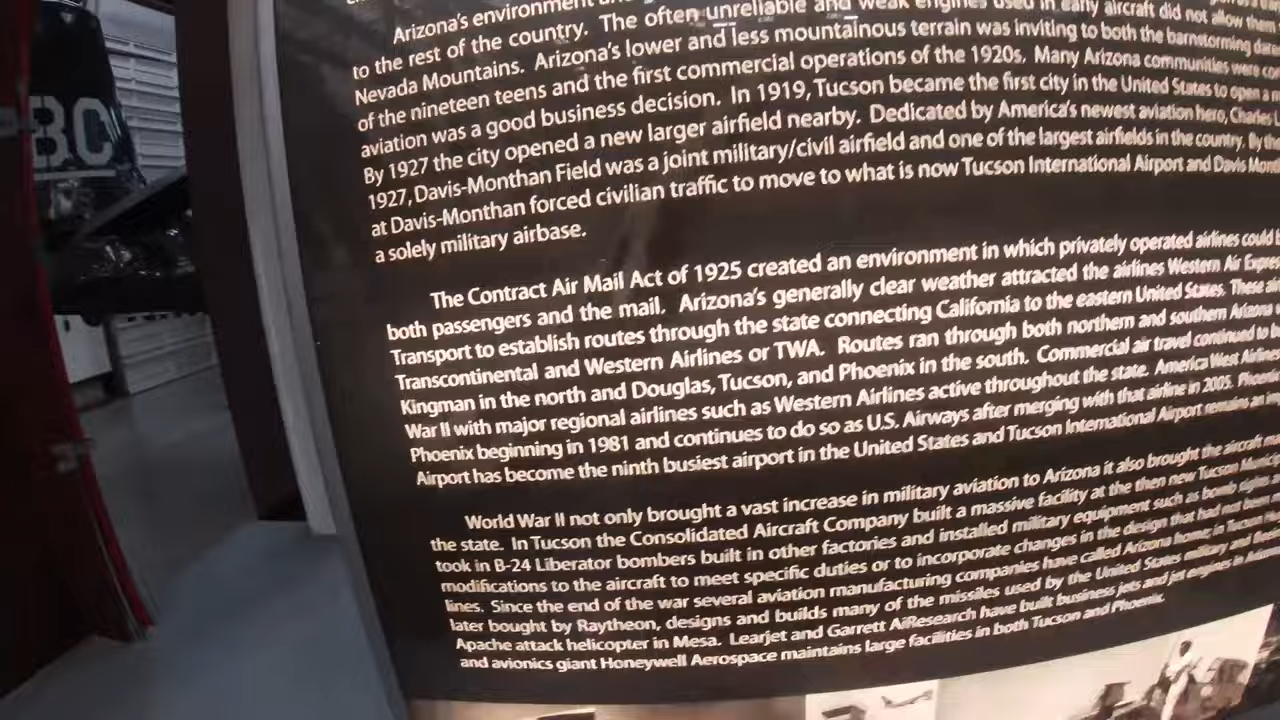 BC
Arizona's environment
to the rest of the country. The often unreliable and weak engines used in early aircraft did not allow them
Nevada Mountains. Arizona's lower and less mountainous terrain was inviting to both the barnstorming
of the nineteen teens and the first commercial operations of the 1920s. Many Arizona communities were
aviation was a good business decision. In 1919, Tucson became the first city in the United States to open a
By 1927 the city opened a new larger airfield nearby. Dedicated by America's newest aviation hero, Charles
1927, Davis-Monthan Field was a joint military/civil airfield and one of the largest airfields in the country. By
at Davis-Monthan forced civilian traffic to move to what is now Tucson International Airport and Davis
a solely military airbase.
The Contract Air Mail Act of 1925 created an environment in which privately operated airlines could
both passengers and the mail. Arizona's generally clear weather attracted the airlines Western Air
Transport to establish routes through the state connecting California to the eastern United States. These
Transcontinental and Western Airlines or TWA. Routes ran through both northern and southern Arizona
Kingman in the north and Douglas, Tucson, and Phoenix in the south. Commercial air travel continued to
War II with major regional airlines such as Western Airlines active throughout the state. America West Airlines
Phoenix beginning in 1981 and continues to do so as U.S. Airways after merging with that airline in 2005. Phoenix
Airport has become the ninth busiest airport in the United States and Tucson International Airport remains an
World War II not only brought a vast increase in military aviation to Arizona it also brought the aircraft
the state. In Tucson the Consolidated Aircraft Company built a massive facility at the then new Tucson
took in B-24 Liberator bombers built in other factories and installed military equipment such as bomb sights
modifications to the aircraft to meet specific duties or to incorporate changes in the design that had not been
lines. Since the end of the war several aviation manufacturing companies have called Arizona home; in Tucson
later bought by Raytheon, designs and builds many of the missiles used by the United States military and
Apache attack helicopter in Mesa. Learjet and Garrett AiResearch have built business jets and jet engines in
and avionics giant Honeywell Aerospace maintains large facilities in both Tucson and Phoenix.